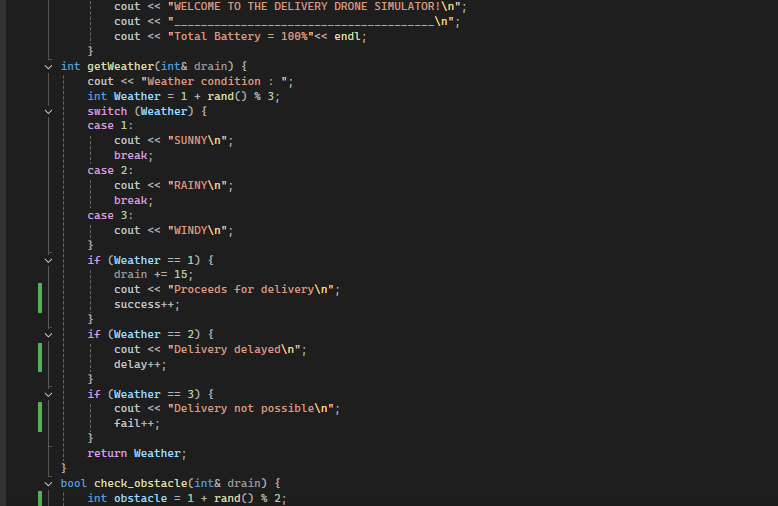 cout << "WELCOME TO THE DELIVERY DRONE SIMULATOR!\n";
cout << "_______________________________________\n";
cout << "Total Battery = 100%"<< endl;
}
int getWeather(int& drain) {
cout << "Weather condition : ";
int Weather = 1 + rand() % 3;
switch (Weather) {
case 1:
cout << "SUNNY\n";
break;
case 2:
cout << "RAINY\n";
break;
case 3:
cout << "WINDY\n";
}
if (Weather == 1) {
drain += 15;
cout << "Proceeds for delivery\n";
success++;
}
if (Weather == 2) {
cout << "Delivery delayed\n";
delay++;
}
if (Weather == 3) {
cout << "Delivery not possible\n";
fail++;
}
return Weather;
}
bool check_obstacle(int& drain) {
int obstacle = 1 + rand() % 2;